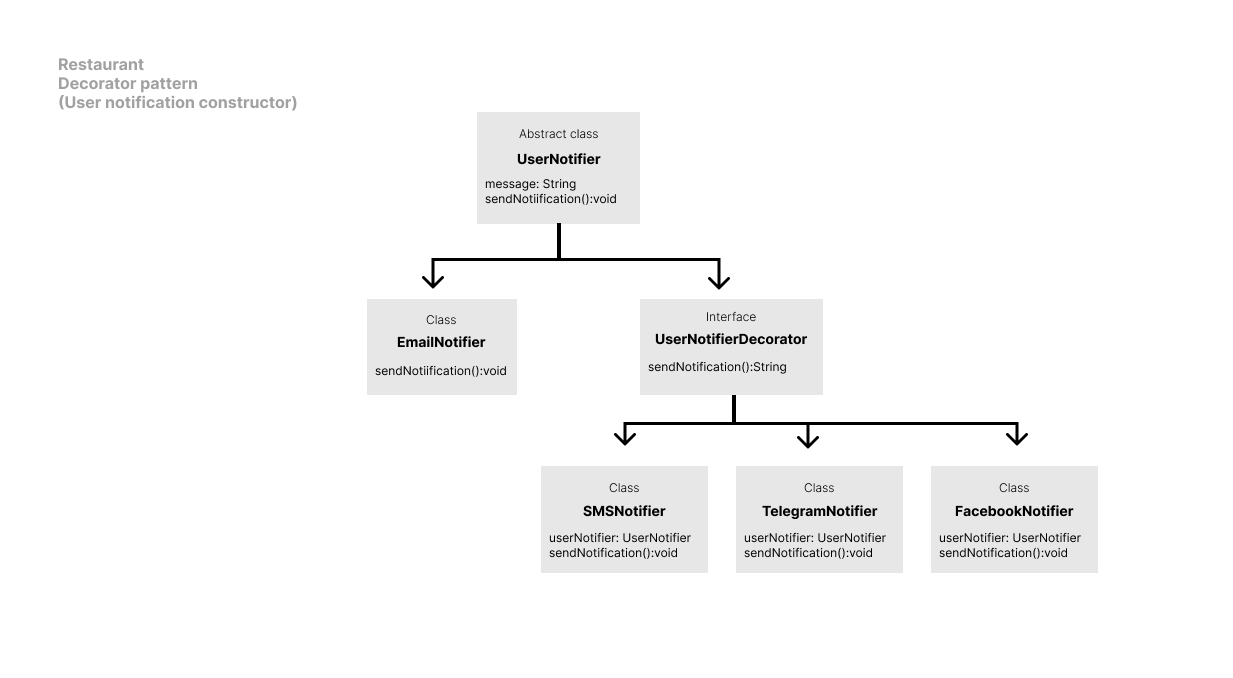 Restaurant
Decorator pattern
(User notification constructor)
Abstract class
UserNotifier
message: String
sendNotiification():void
Class
EmailNotifier
sendNotiification():void
Interface
UserNotifierDecorator
sendNotification():String
Class
SMSNotifier
userNotifier: UserNotifier
sendNotification():void
Class
TelegramNotifier
userNotifier: UserNotifier
sendNotification():void
Class
FacebookNotifier
userNotifier: UserNotifier
sendNotification():void